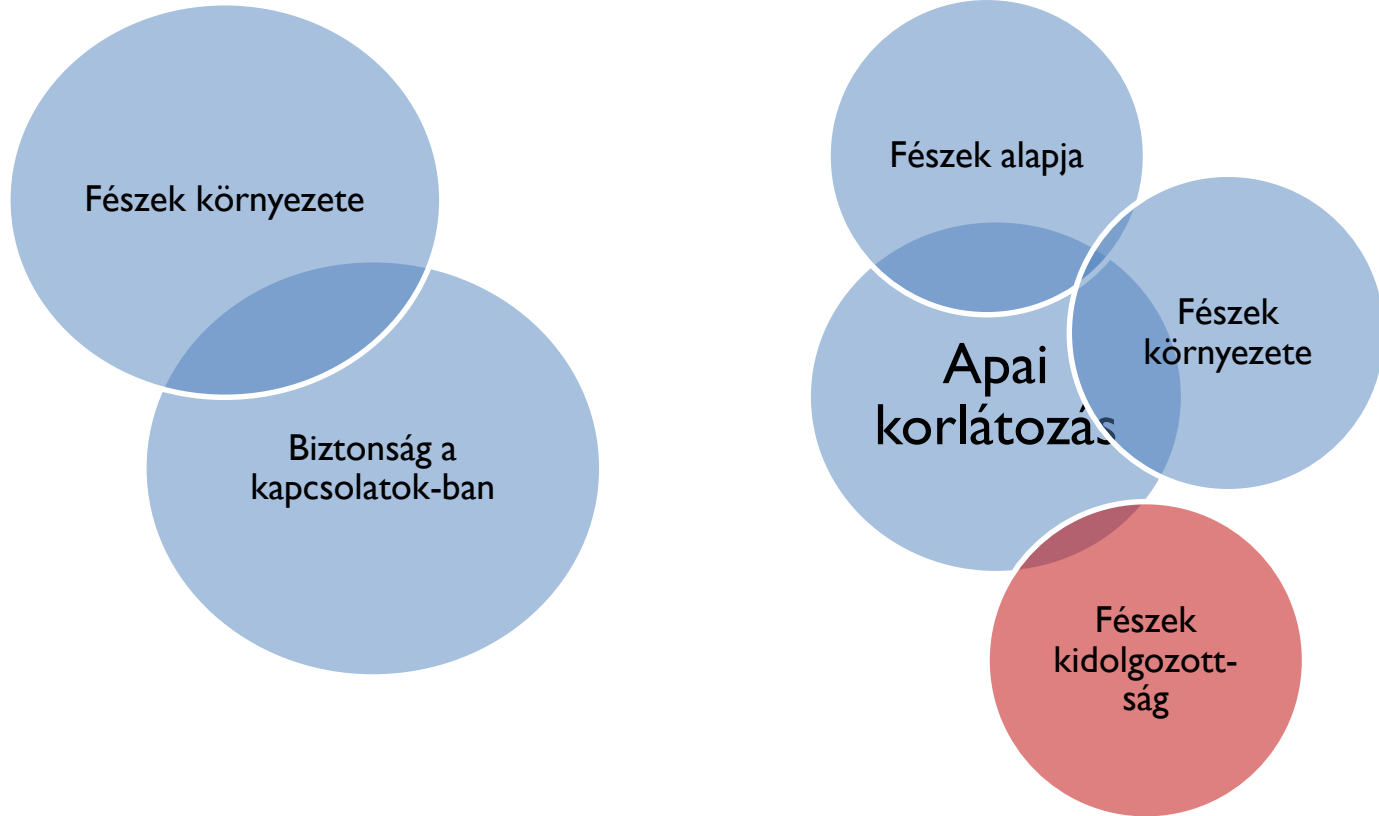 Fészek környezete
Biztonság a
kapcsolatok-ban
Fészek alapja
Fészek
környezete
Apai
korlátozás
Fészek
kidolgozott-
ság